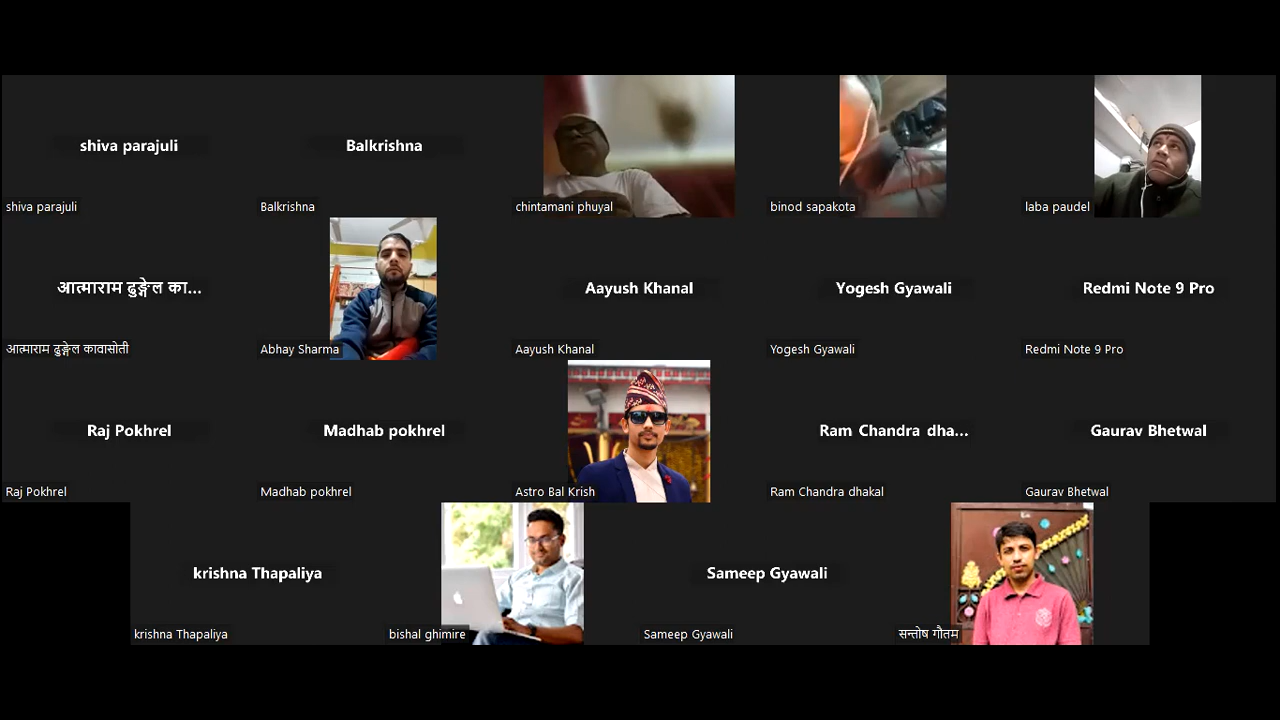 shiva parajuli
shiva parajuli
Balkrishna
Balkrishna
chintamani phuyal
binod sapakota
laba paudel
आत्माराम ढुङ्गेल का...
आत्माराम ढुङ्गेल कावासोती
Abhay Sharma
Aayush Khanal
Aayush Khanal
Yogesh Gyawali
Yogesh Gyawali
Redmi Note 9 Pro
Redmi Note 9 Pro
Raj Pokhrel
Raj Pokhrel
Madhab pokhrel
Madhab pokhrel
Astro Bal Krish
Ram Chandra dha...
Ram Chandra dhakal
Gaurav Bhetwal
Gaurav Bhetwal
krishna Thapaliya
krishna Thapaliya
bishal ghimire
Sameep Gyawali
Sameep Gyawali
सन्तोष गौतम